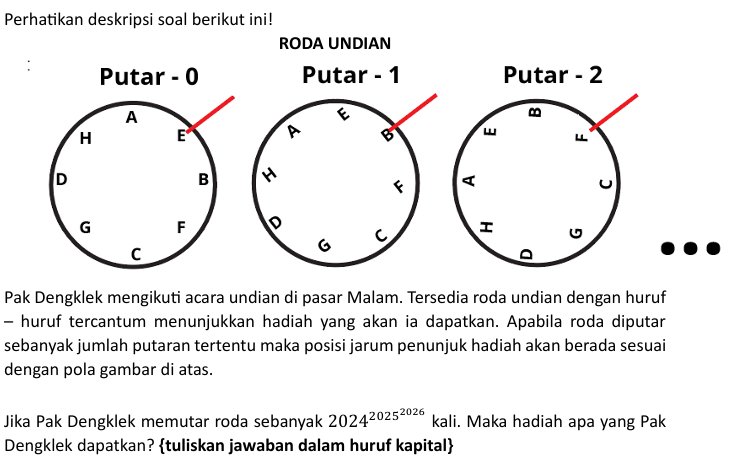 Perhatikan deskripsi soal berikut ini!
RODA UNDIAN
:
Putar - 0
Putar - 1
Putar - 2
A
H E
D B
G F
C
E
A B
H F
D C
G
B
E F
A C
H G
D
Pak Dengklek mengikuti acara undian di pasar Malam. Tersedia roda undian dengan huruf
– huruf tercantum menunjukkan hadiah yang akan ia dapatkan. Apabila roda diputar
sebanyak jumlah putaran tertentu maka posisi jarum penunjuk hadiah akan berada sesuai
dengan pola gambar di atas.
Jika Pak Dengklek memutar roda sebanyak 2024^2025^2026 kali. Maka hadiah apa yang Pak
Dengklek dapatkan? {tuliskan jawaban dalam huruf kapital}